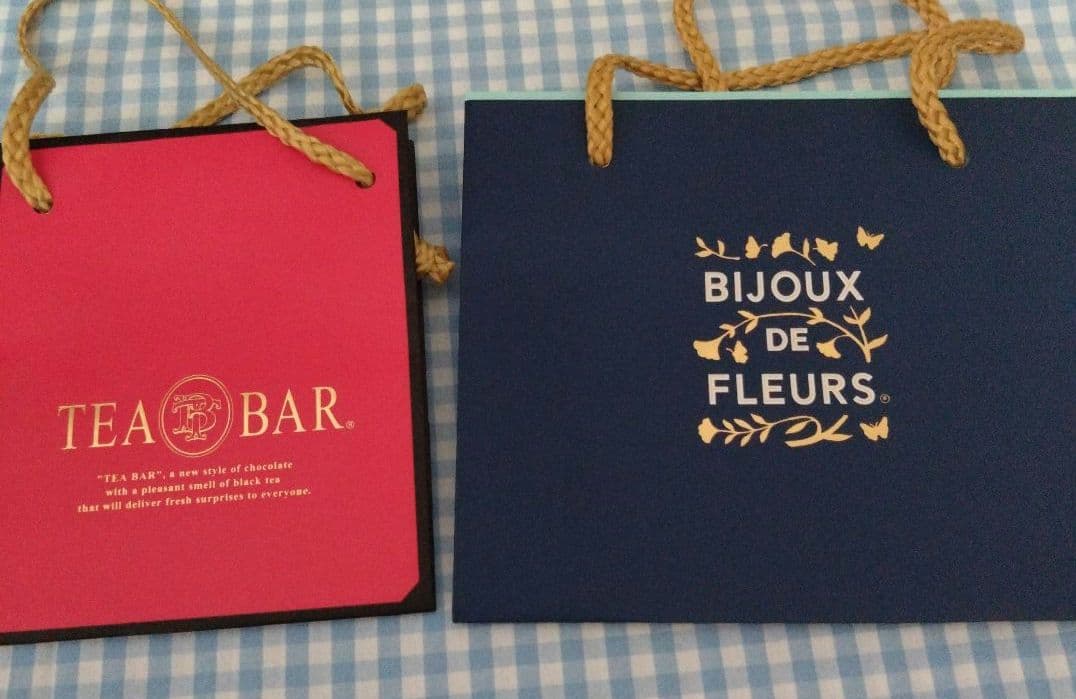 TEA TB BAR®
"TEA BAR", a new style of chocolate
with a pleasant smell of black tea
that will deliver fresh surprises to everyone.
BIJOUX
DE
FLEURS®